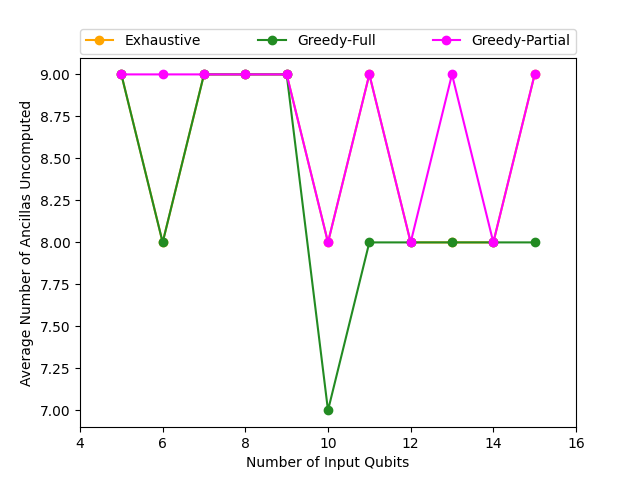 Exhaustive Greedy-Full Greedy-Partial
9.00
8.75
8.50
8.25
8.00
7.75
7.50
7.25
7.00
Average Number of Ancillas Uncomputed
4 6 8 10 12 14 16
Number of Input Qubits